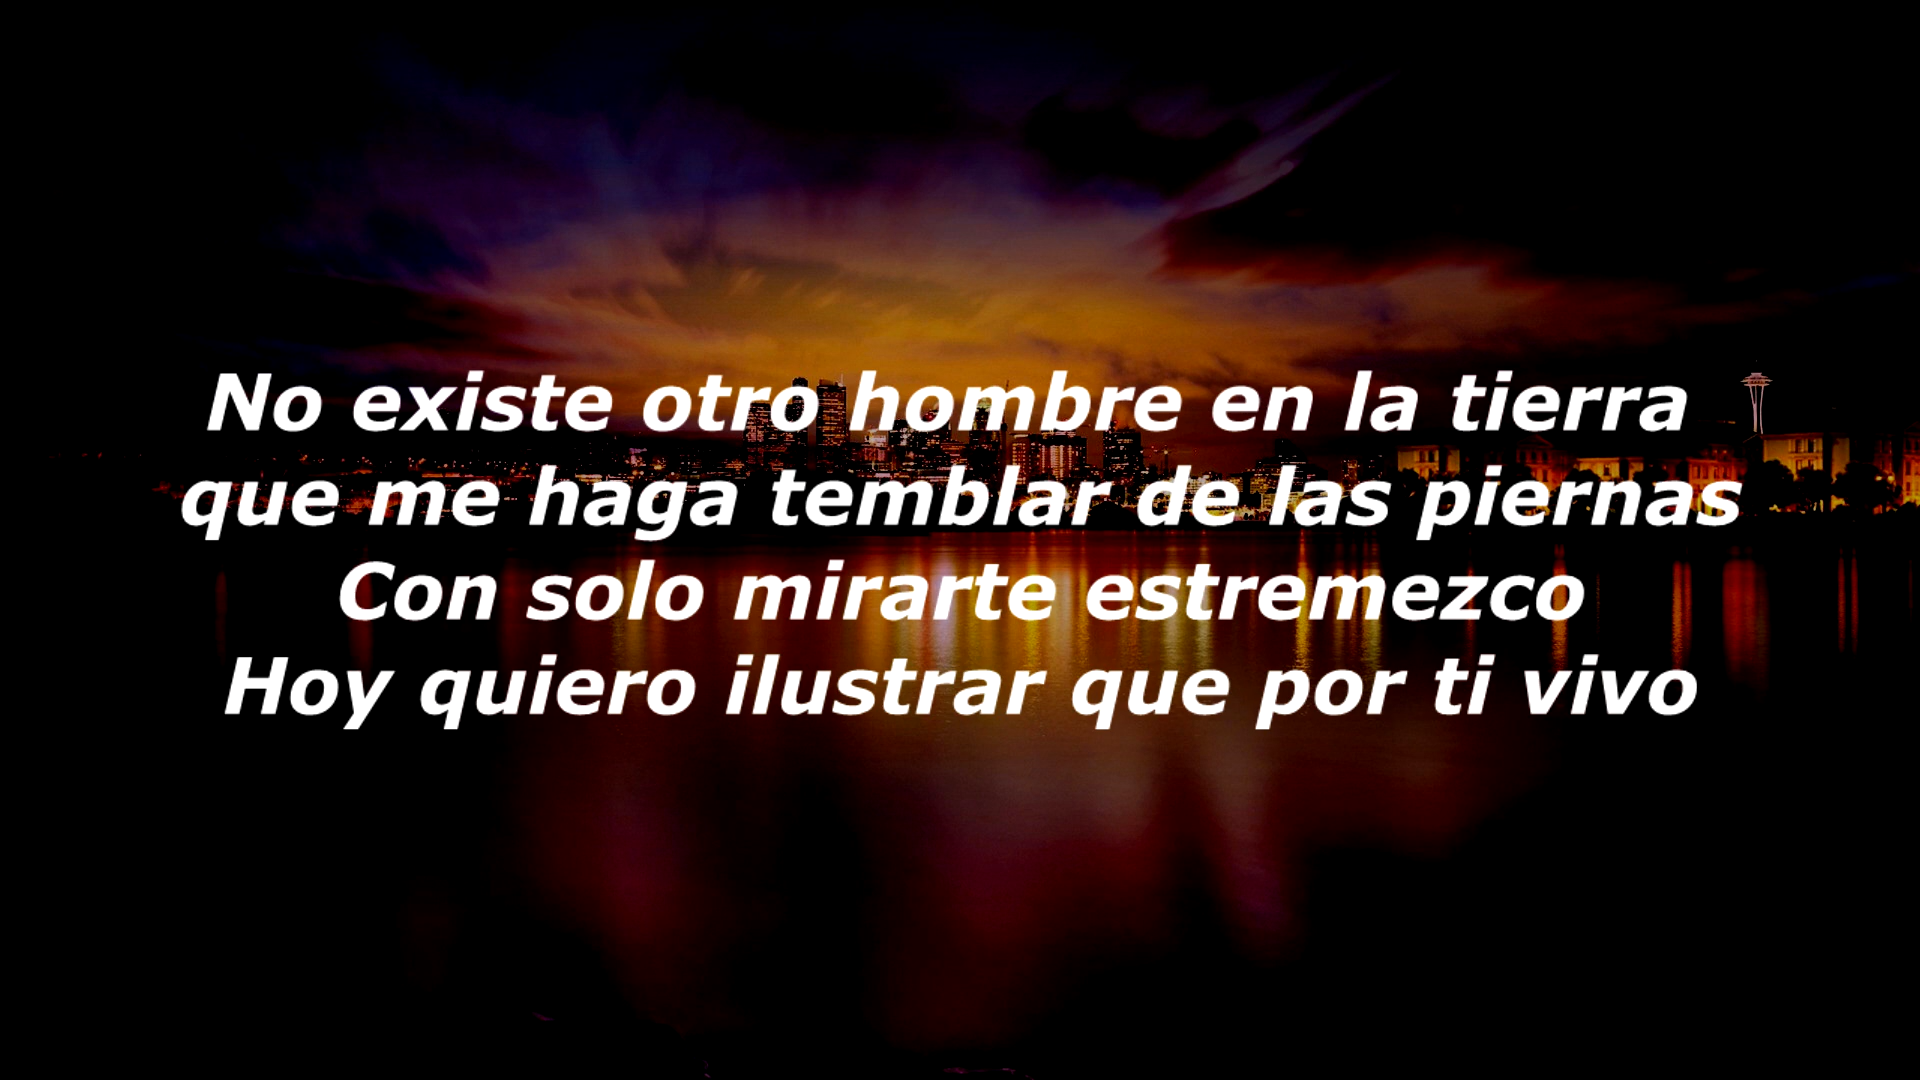 No existe otro hombre en la tierra
que me haga temblar de las piernas
Con solo mirarte estremezco
Hoy quiero ilustrar que por ti vivo